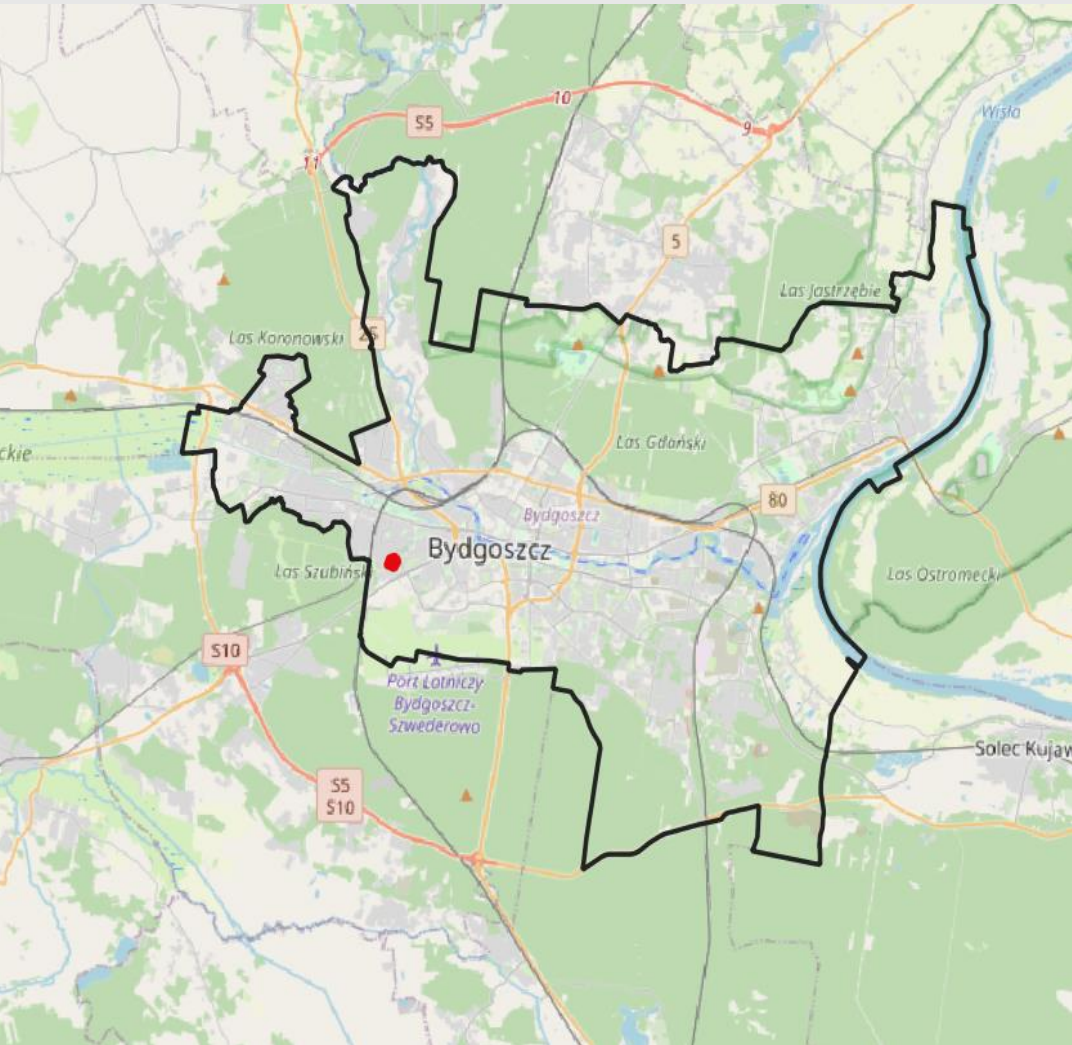 Wisła
10
S5
9
11
5
Las Jastrzębie
25
Las Koronowski
Las Gdański
ckie
80
Bydgoszcz
Bydgoszcz
Las Szubiński
Las Ostromecki
S10
Port Lotniczy
Bydgoszcz-
Szwederowo
Solec Kujaw
S5
S10